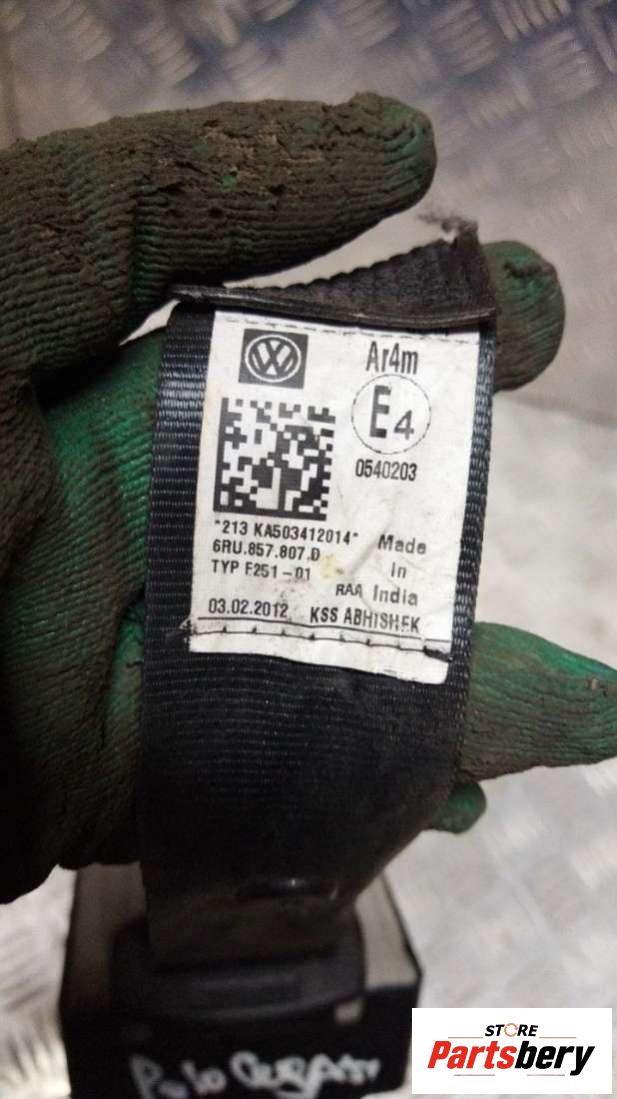 Ar4m
E4
0540203
*213 KA503412014*
6RU.857.807.D Made
TYP F251-01 In
RAA India
03.02.2012 KSS ABHISHEK
Polo
STORE
Partsbery